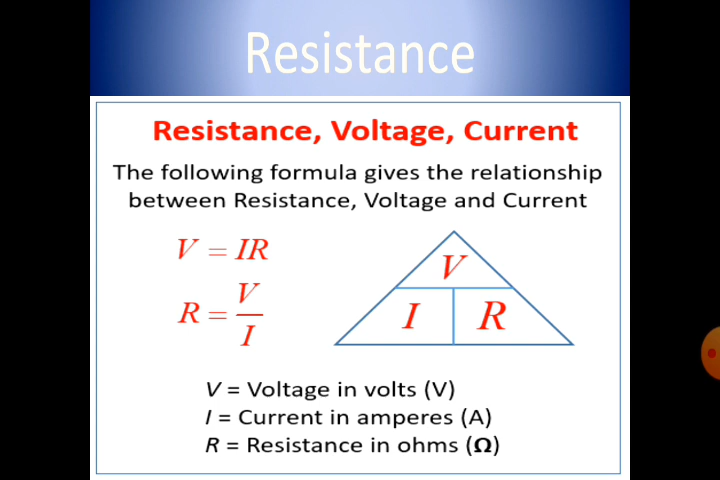 Resistance
Resistance, Voltage, Current
The following formula gives the relationship
between Resistance, Voltage and Current
V = IR
R = V/I
V
I R
V = Voltage in volts (V)
I = Current in amperes (A)
R = Resistance in ohms (Ω)